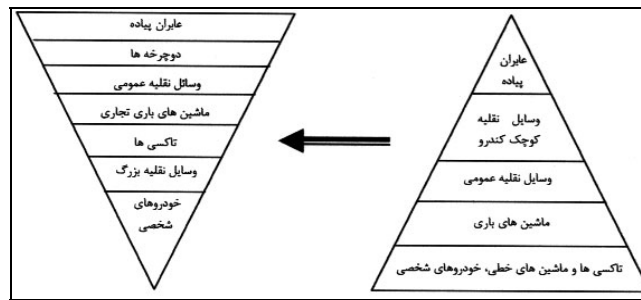 عابران پیاده
دوچرخه ها
وسائل نقلیه عمومی
ماشین های باری تجاری
تاکسی ها
وسایل نقلیه بزرگ
خودروهای
شخصی
عابران
پیاده
وسایل نقلیه
کوچک کندرو
وسایل نقلیه عمومی
ماشین های باری
تاکسی ها و ماشین های خطی، خودروهای شخصی